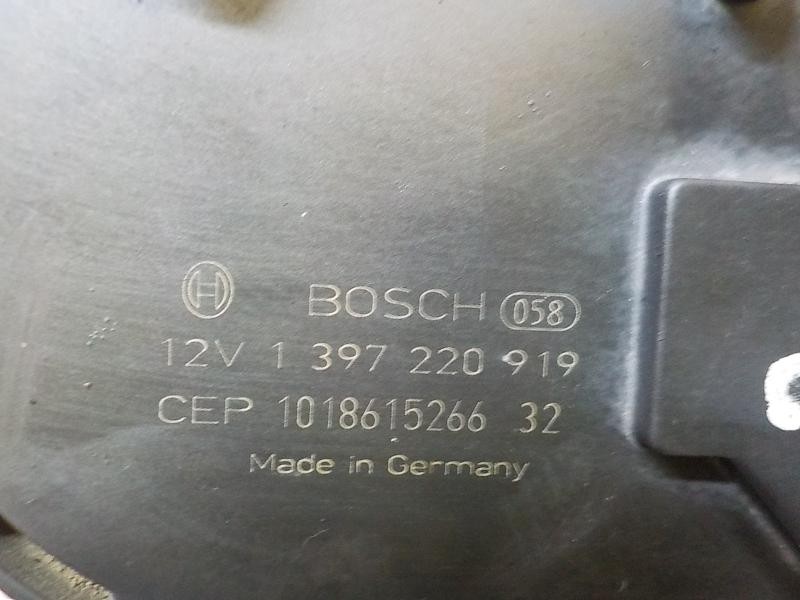 BOSCH 058
12V 1 397 220 919
CEP 1018615266 32
Made in Germany